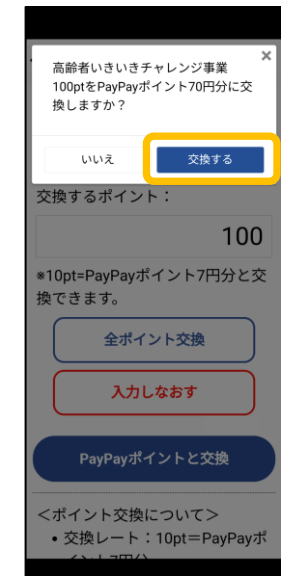 ×
高齢者いきいきチャレンジ事業
100ptをPayPayポイント70円分に交
換しますか？
いいえ
交換する
交換するポイント：
100
※10pt=PayPayポイント7円分と交
換できます。
全ポイント交換
入力しなおす
PayPayポイントと交換
＜ポイント交換について＞
• 交換レート：10pt＝PayPayポ
イント7円分